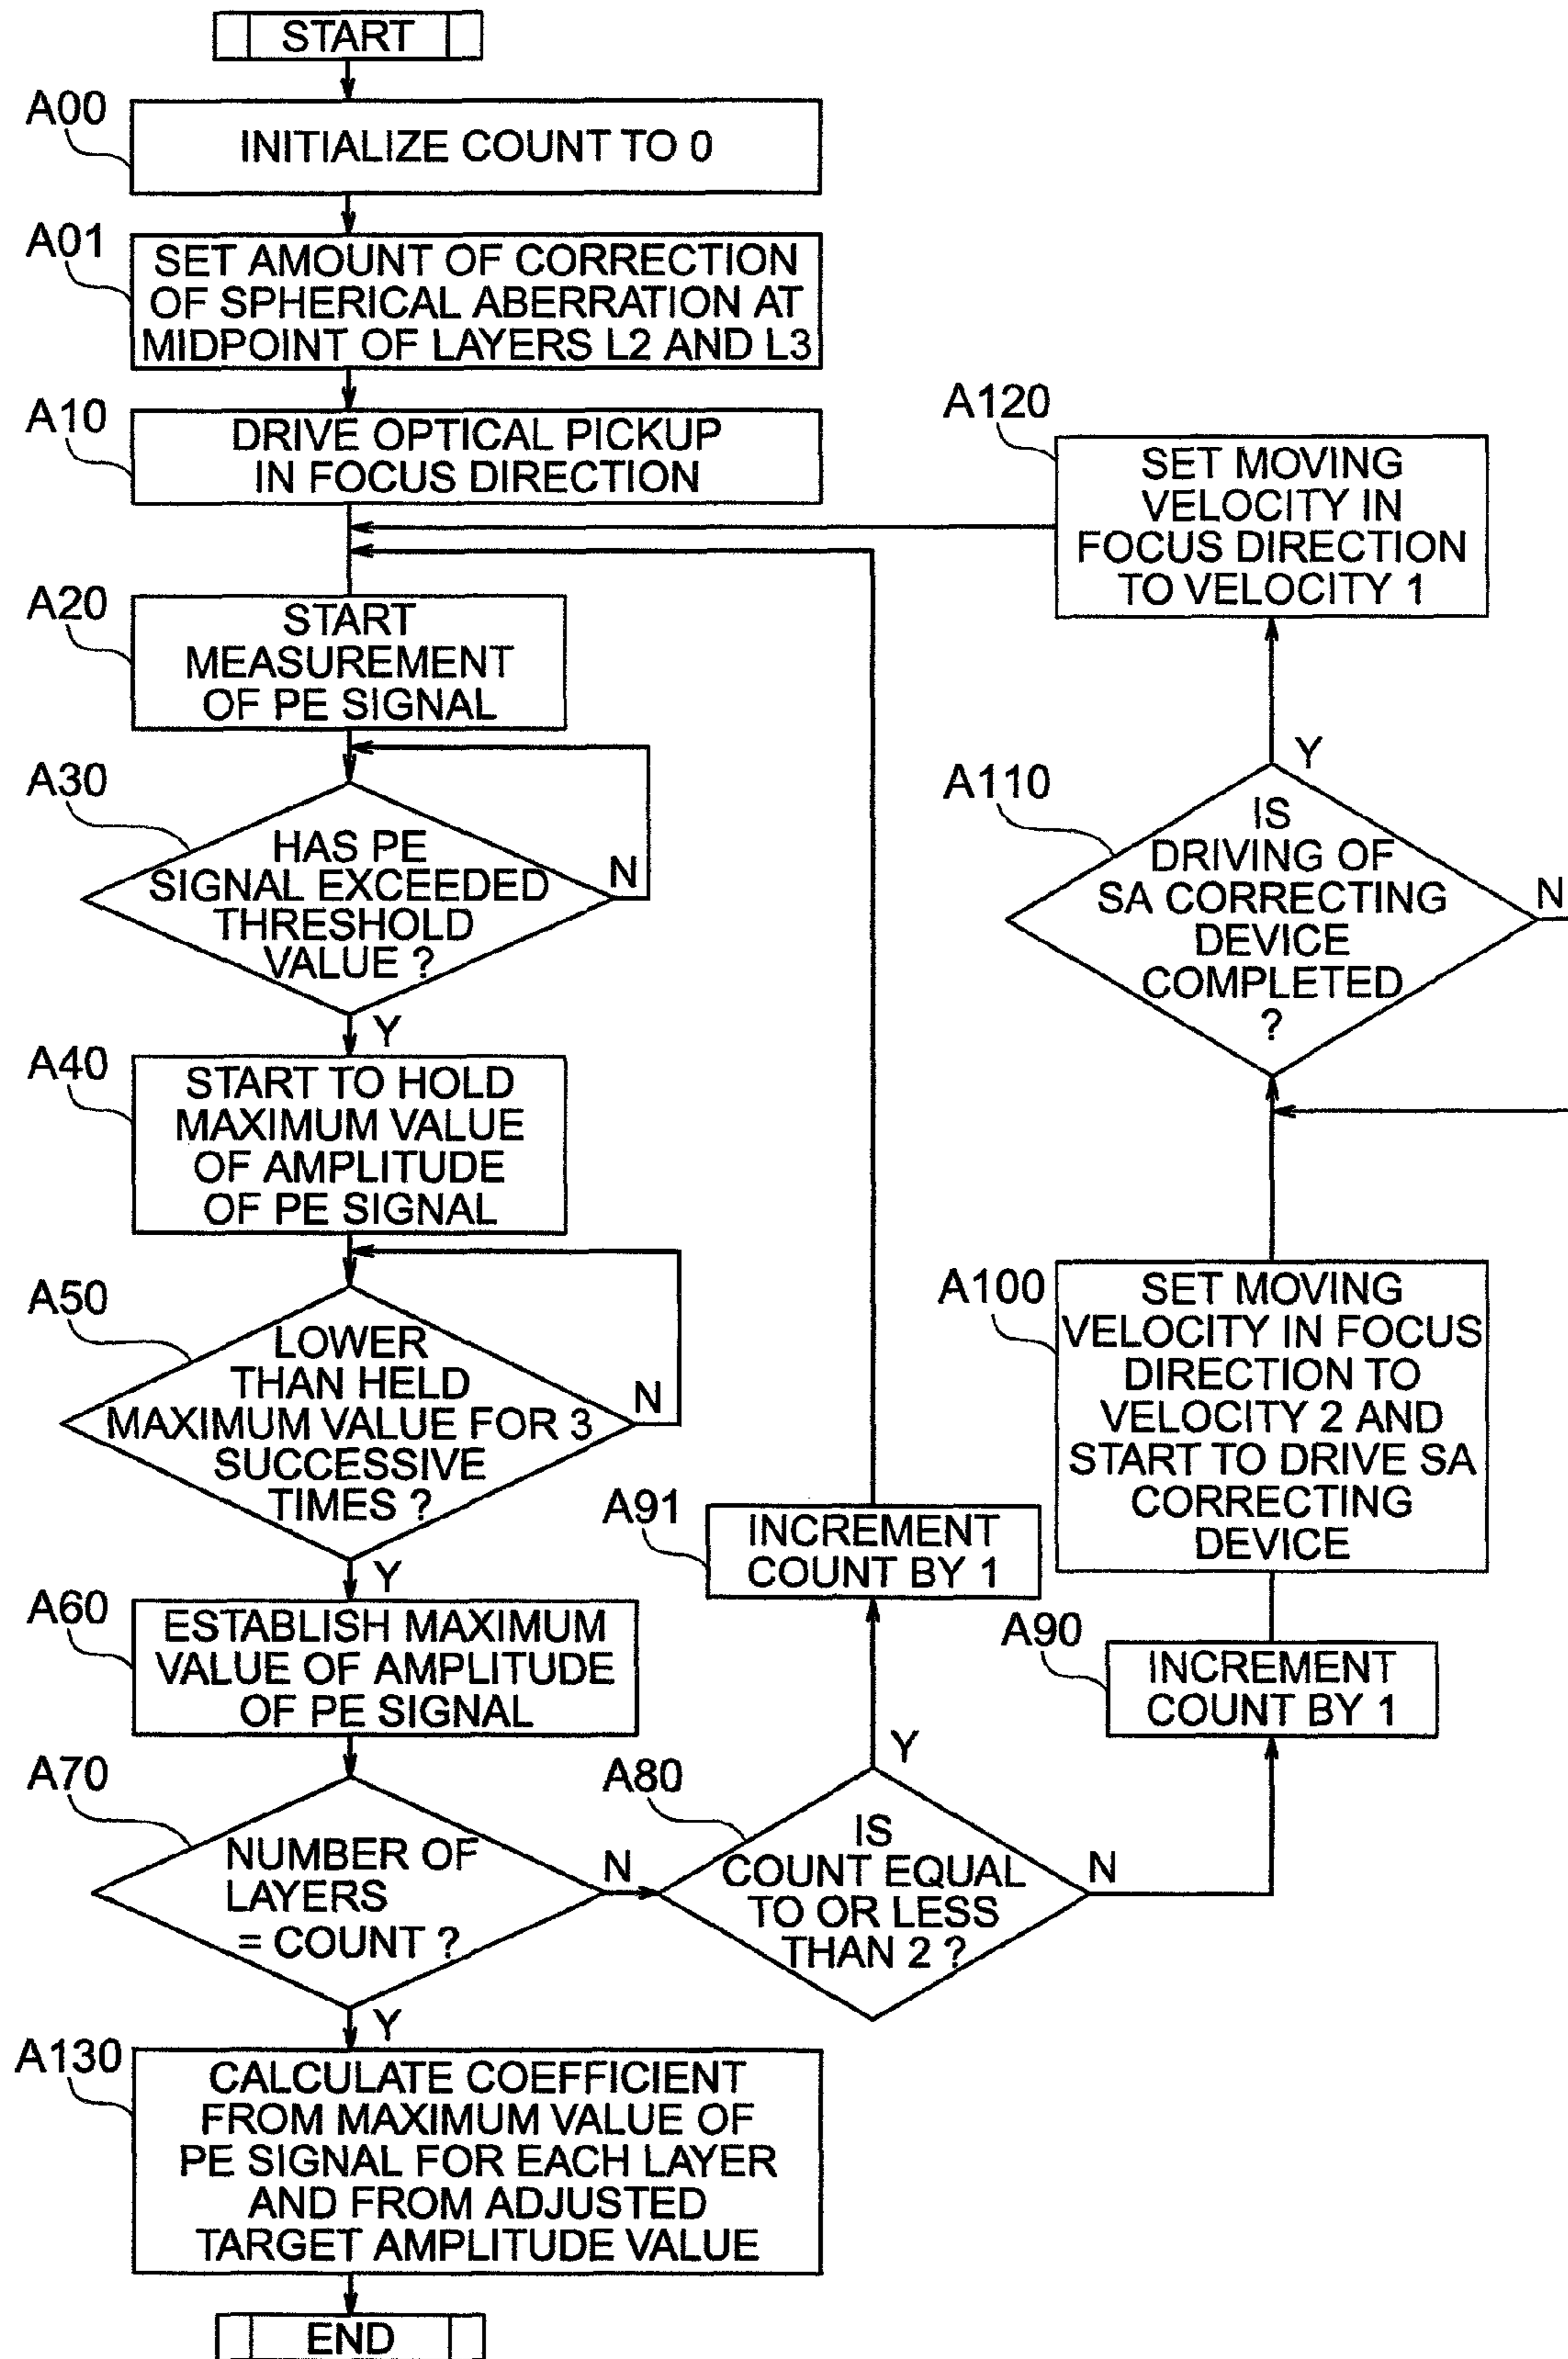 START
A00
INITIALIZE COUNT TO 0
A01
SET AMOUNT OF CORRECTION
OF SPHERICAL ABERRATION AT
MIDPOINT OF LAYERS L2 AND L3
A10
DRIVE OPTICAL PICKUP
IN FOCUS DIRECTION
A20
START
MEASUREMENT
OF PE SIGNAL
A30
HAS PE
SIGNAL EXCEEDED
THRESHOLD
VALUE ?
N
Y
A40
START TO HOLD
MAXIMUM VALUE
OF AMPLITUDE
OF PE SIGNAL
A50
LOWER
THAN HELD
MAXIMUM VALUE FOR 3
SUCCESSIVE
TIMES ?
N
Y
A60
ESTABLISH MAXIMUM
VALUE OF AMPLITUDE
OF PE SIGNAL
A70
NUMBER OF
LAYERS
= COUNT ?
N
Y
A80
IS
COUNT EQUAL
TO OR LESS
THAN 2 ?
Y
N
A91
INCREMENT
COUNT BY 1
A90
INCREMENT
COUNT BY 1
A100
SET MOVING
VELOCITY IN FOCUS
DIRECTION TO
VELOCITY 2 AND
START TO DRIVE SA
CORRECTING
DEVICE
A110
IS
DRIVING OF
SA CORRECTING
DEVICE
COMPLETED
?
N
Y
A120
SET MOVING
VELOCITY IN
FOCUS DIRECTION
TO VELOCITY 1
A130
CALCULATE COEFFICIENT
FROM MAXIMUM VALUE OF
PE SIGNAL FOR EACH LAYER
AND FROM ADJUSTED
TARGET AMPLITUDE VALUE
END